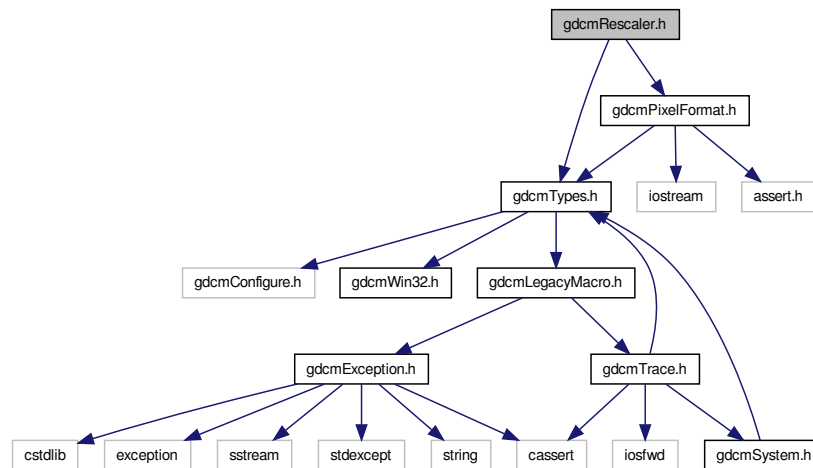 gdcmRescaler.h
gdcmPixelFormat.h
gdcmTypes.h
iostream
assert.h
gdcmConfigure.h
gdcmWin32.h
gdcmLegacyMacro.h
gdcmException.h
gdcmTrace.h
cstdlib
exception
sstream
stdexcept
string
cassert
iosfwd
gdcmSystem.h